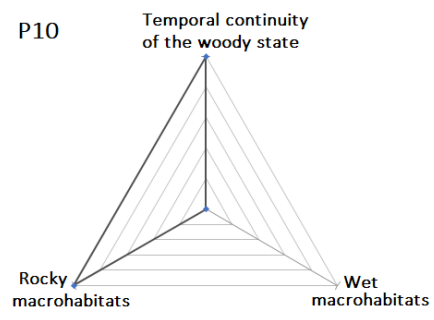 P10
Temporal continuity
of the woody state
Rocky
macrohabitats
Wet
macrohabitats